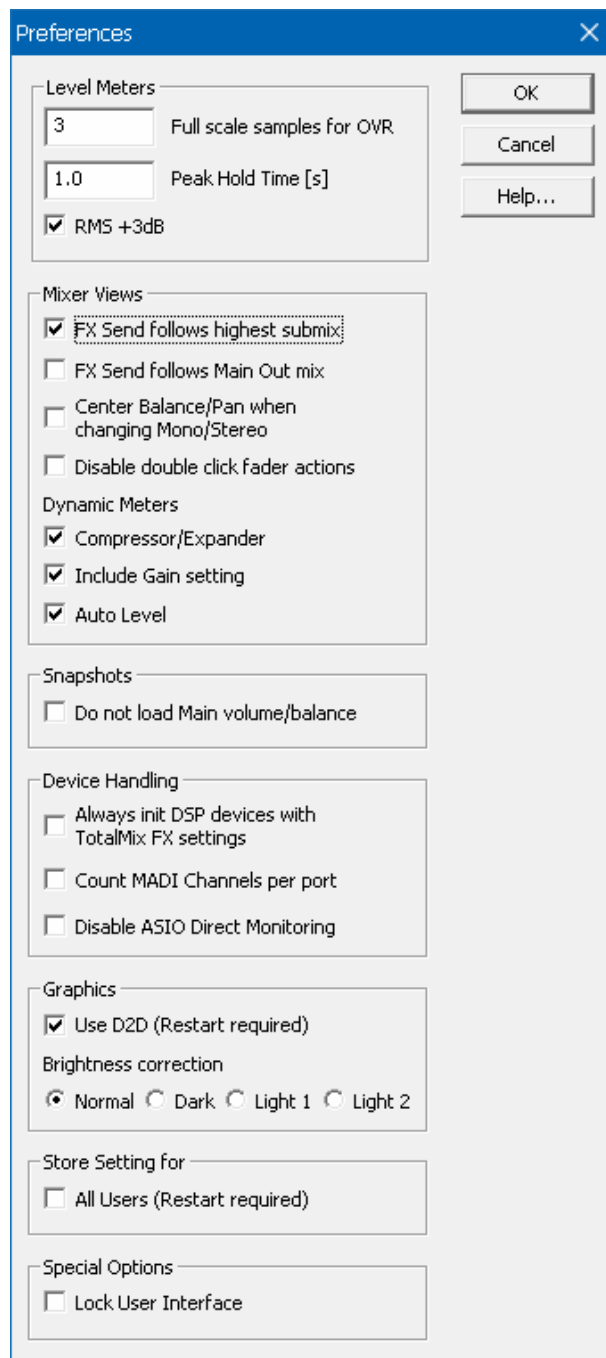 Preferences
Level Meters
3 Full scale samples for OVR
1.0 Peak Hold Time [s]
RMS +3dB
OK
Cancel
Help...
Mixer Views
FX Send follows highest submix
FX Send follows Main Out mix
Center Balance/Pan when
changing Mono/Stereo
Disable double click fader actions
Dynamic Meters
Compressor/Expander
Include Gain setting
Auto Level
Snapshots
Do not load Main volume/balance
Device Handling
Always init DSP devices with
TotalMix FX settings
Count MADI Channels per port
Disable ASIO Direct Monitoring
Graphics
Use D2D (Restart required)
Brightness correction
Normal Dark Light 1 Light 2
Store Setting for
All Users (Restart required)
Special Options
Lock User Interface